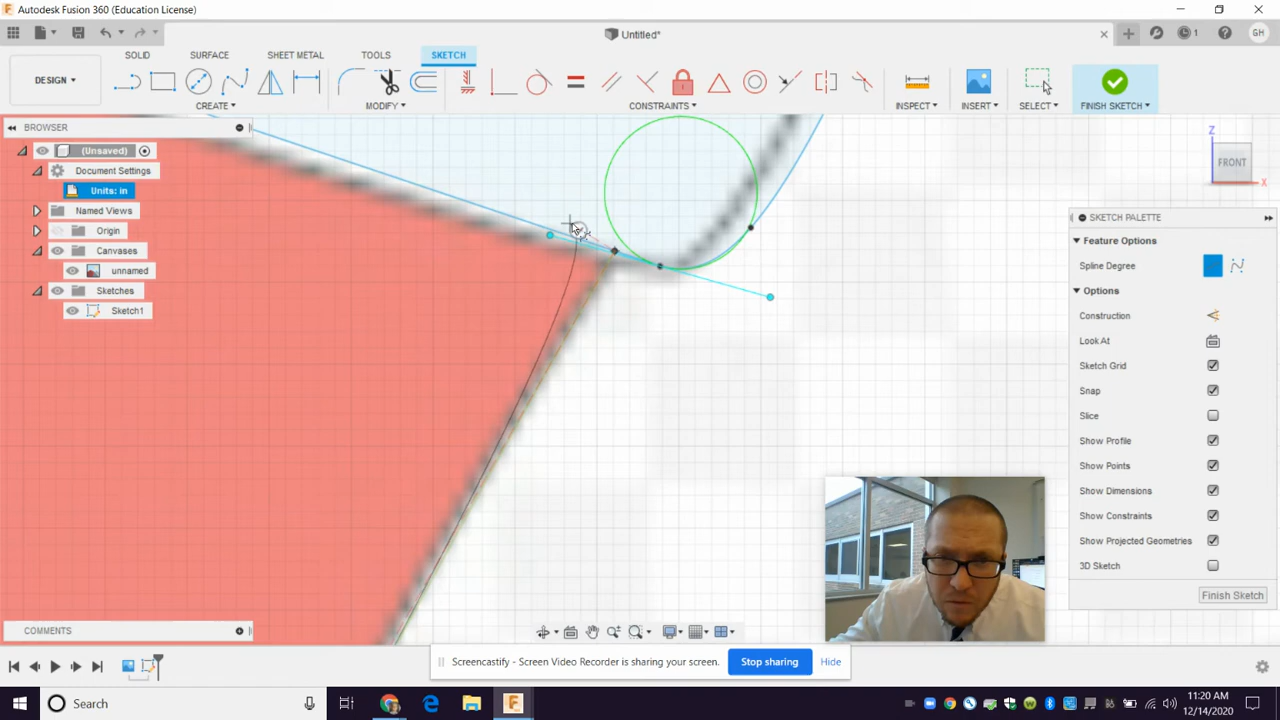 Autodesk Fusion 360 (Education License)
Untitled*
1
GH
DESIGN
SOLID
SURFACE
SHEET METAL
TOOLS
SKETCH
CREATE
MODIFY
CONSTRAINTS
INSPECT
INSERT
SELECT
FINISH SKETCH
BROWSER
(Unsaved)
Document Settings
Units: in
Named Views
Origin
Canvases
unnamed
Sketches
Sketch1
Z
FRONT
X
SKETCH PALETTE
Feature Options
Spline Degree
Options
Construction
Look At
Sketch Grid
Snap
Slice
Show Profile
Show Points
Show Dimensions
Show Constraints
Show Projected Geometries
3D Sketch
Finish Sketch
COMMENTS
Screencastify - Screen Video Recorder is sharing your screen.
Stop sharing
Hide
Search
11:20 AM
12/14/2020